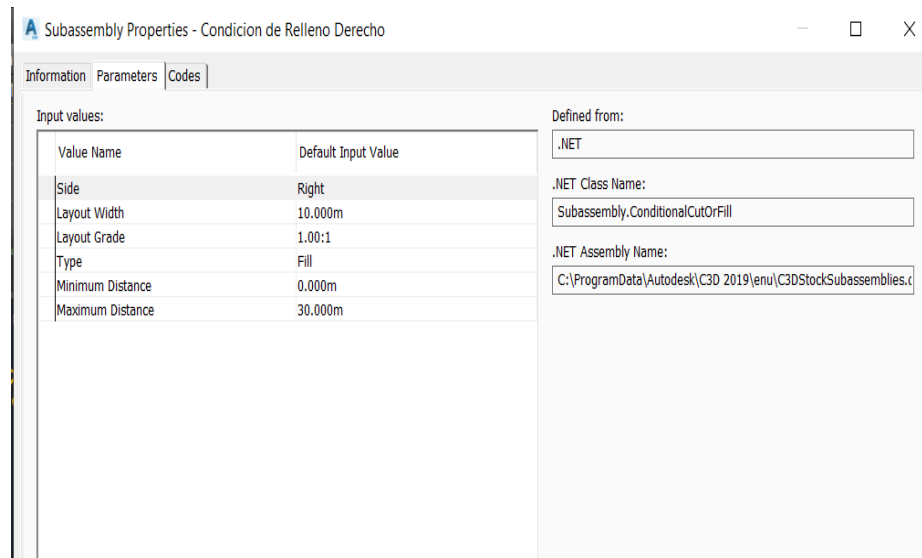 Subassembly Properties - Condicion de Relleno Derecho
Information Parameters Codes
Input values:
Value Name Default Input Value
Side Right
Layout Width 10.000m
Layout Grade 1.00:1
Type Fill
Minimum Distance 0.000m
Maximum Distance 30.000m
Defined from:
.NET
.NET Class Name:
Subassembly.ConditionalCutOrFill
.NET Assembly Name:
C:\ProgramData\Autodesk\C3D 2019\enu\C3DStockSubassemblies.